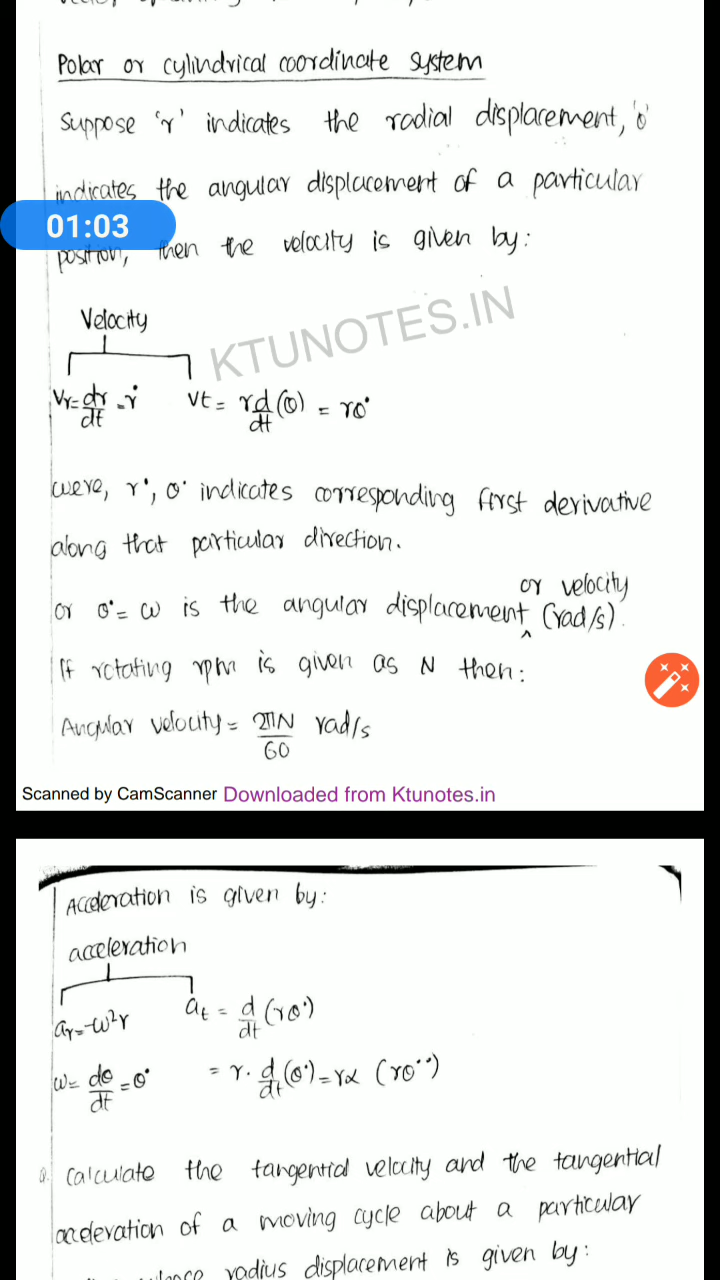 Polar or cylindrical coordinate system
Suppose 'r' indicates the radial displacement, 'θ'
indicates the angular displacement of a particular
01:03
position, then the velocity is given by:
Velocity
KTUNOTES.IN
Vr = dr/dt = ṙ Vt = r d/dt (θ) = rθ̇
were, r˙, θ˙ indicates corresponding first derivative
along that particular direction.
or velocity
or θ˙ = ω is the angular displacement ‸ (rad/s).
If rotating rpm is given as N then:
Angular velocity = 2πN/60 rad/s
Scanned by CamScanner Downloaded from Ktunotes.in
Acceleration is given by:
acceleration
ar = -ω²r at = d/dt (rθ˙)
ω = dθ/dt = θ˙ = r. d/dt (θ˙) = rα (rθ˙˙)
Q. Calculate the tangential velocity and the tangential
acceleration of a moving cycle about a particular
radius displacement is given by: